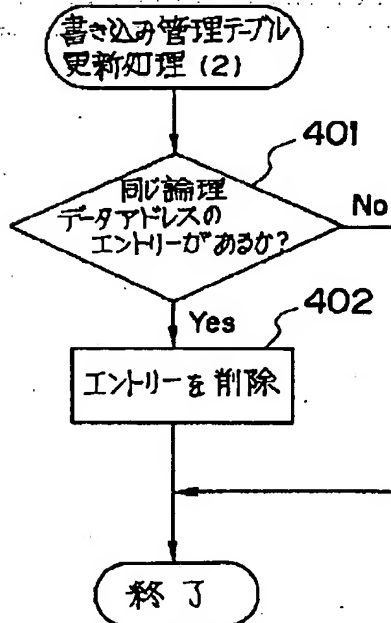 書き込み管理テーブル
更新処理 (2)
401
同じ論理
データアドレスの
エントリーがあるか?
No
Yes
402
エントリーを削除
終了